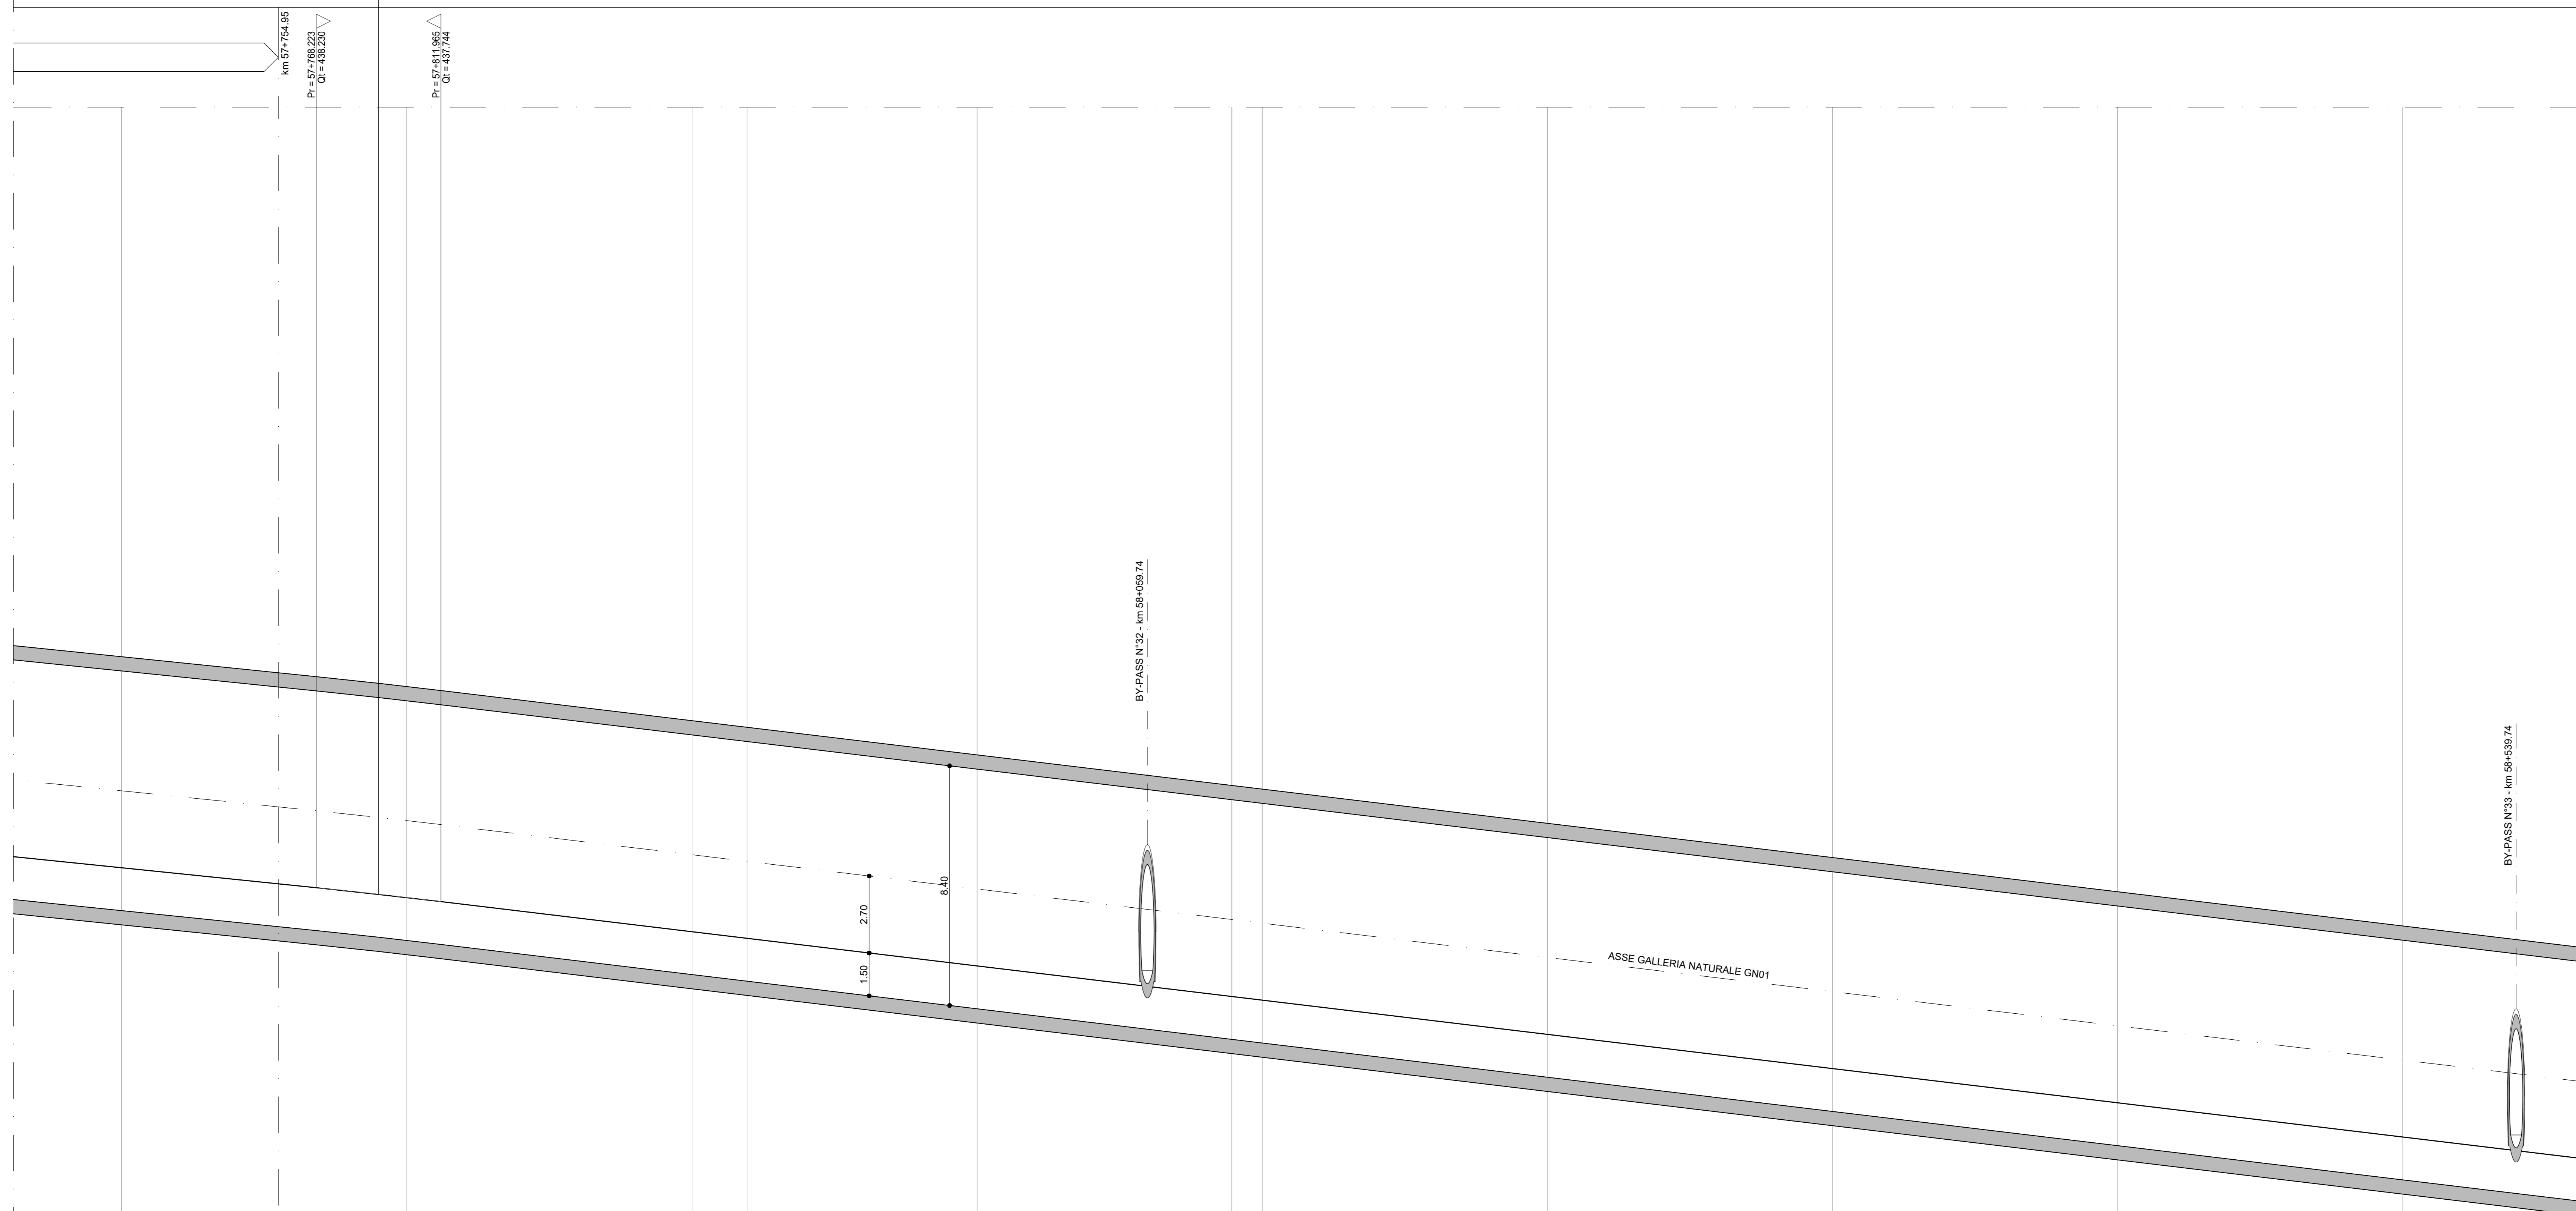 km 57+754.95
Pr = 57+768.223
Qt = 438.230
Pr = 57+811.965
Qt = 437.744
BY-PASS N°32 - km 58+059.74
BY-PASS N°33 - km 58+539.74
8.40
2.70
1.50
ASSE GALLERIA NATURALE GN01